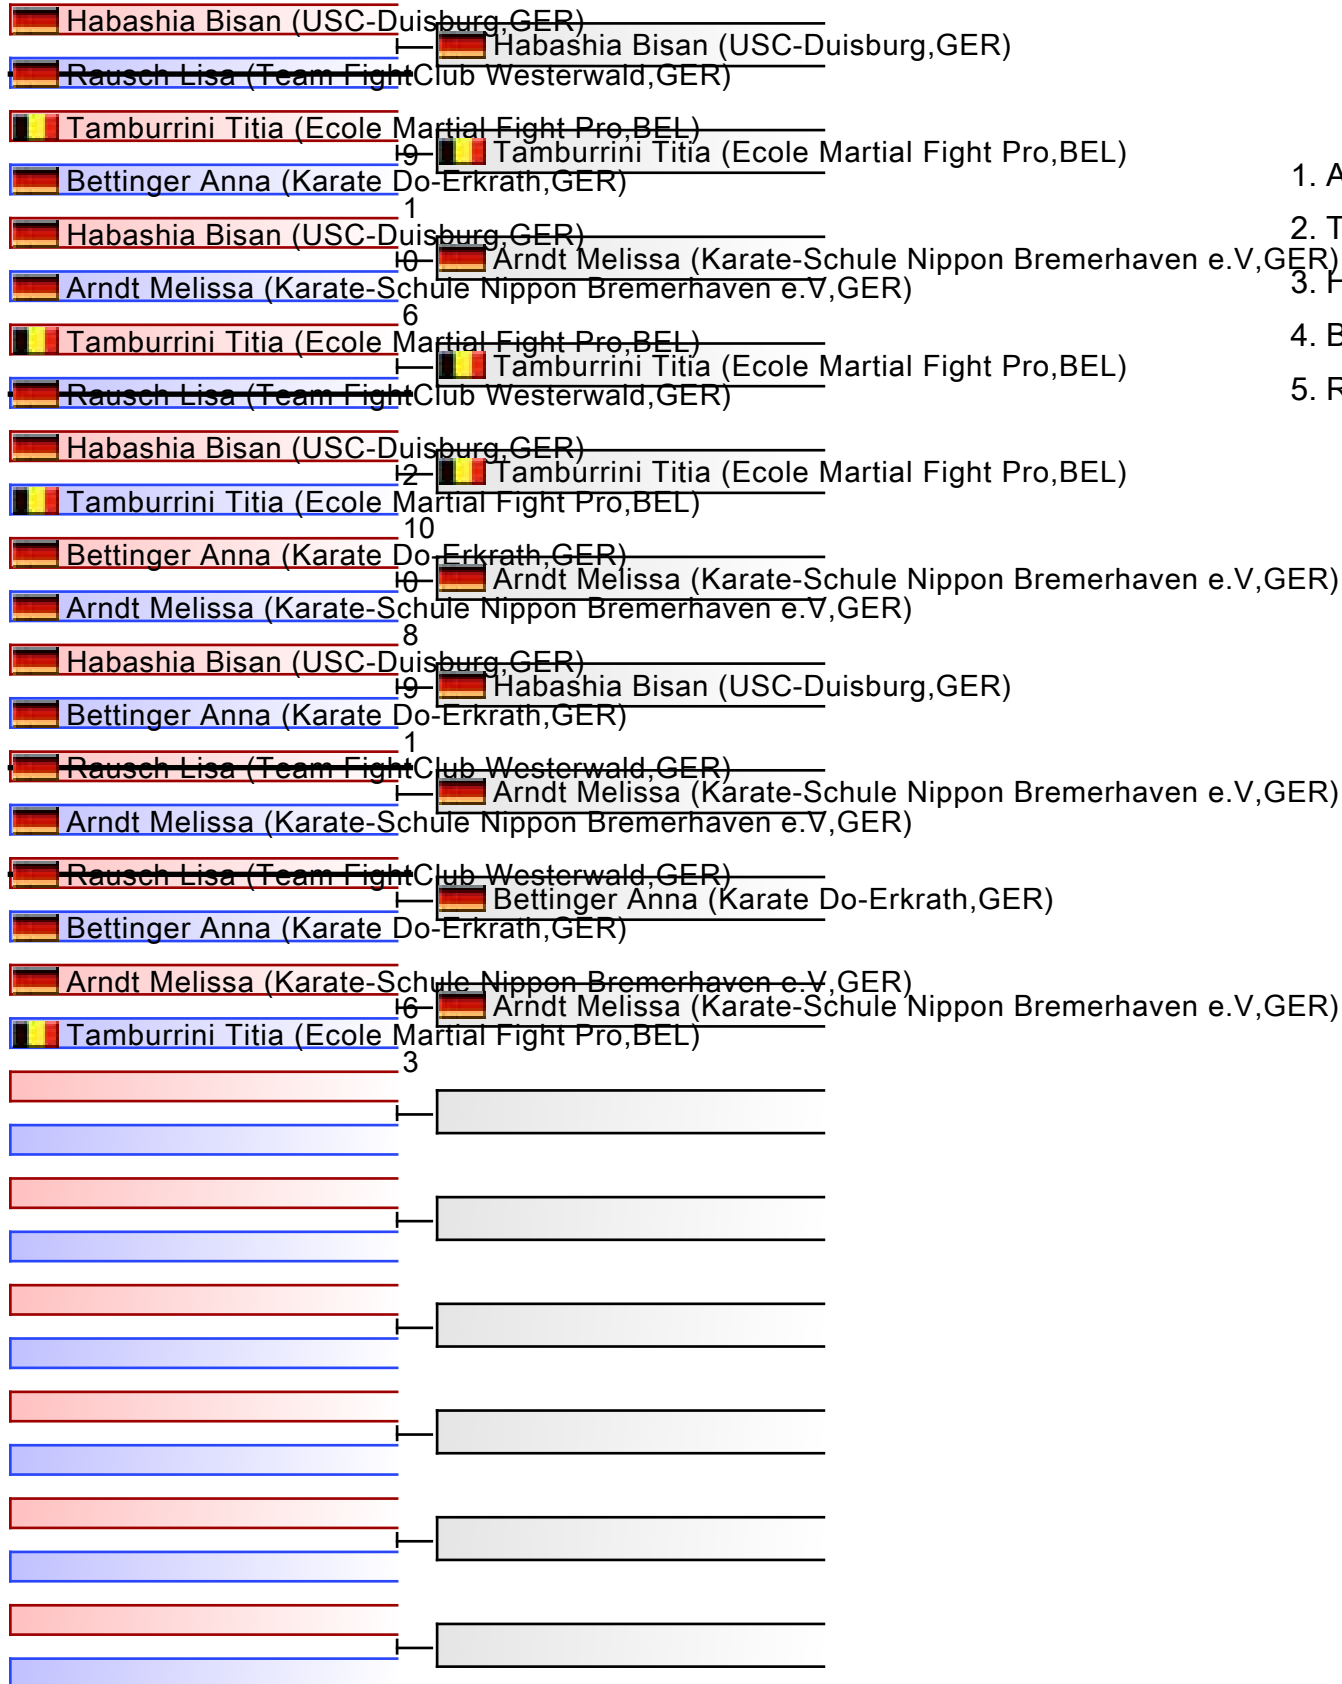 Habashia Bisan (USC-Duisburg,GER)
Habashia Bisan (USC-Duisburg,GER)
Rausch Lisa (Team FightClub Westerwald,GER)
Tamburrini Titia (Ecole Martial Fight Pro,BEL)
9
Tamburrini Titia (Ecole Martial Fight Pro,BEL)
Bettinger Anna (Karate Do-Erkrath,GER)
1
Habashia Bisan (USC-Duisburg,GER)
0
Arndt Melissa (Karate-Schule Nippon Bremerhaven e.V,GER)
Arndt Melissa (Karate-Schule Nippon Bremerhaven e.V,GER)
6
Tamburrini Titia (Ecole Martial Fight Pro,BEL)
Tamburrini Titia (Ecole Martial Fight Pro,BEL)
Rausch Lisa (Team FightClub Westerwald,GER)
Habashia Bisan (USC-Duisburg,GER)
2
Tamburrini Titia (Ecole Martial Fight Pro,BEL)
Tamburrini Titia (Ecole Martial Fight Pro,BEL)
10
Bettinger Anna (Karate Do-Erkrath,GER)
0
Arndt Melissa (Karate-Schule Nippon Bremerhaven e.V,GER)
Arndt Melissa (Karate-Schule Nippon Bremerhaven e.V,GER)
8
Habashia Bisan (USC-Duisburg,GER)
9
Habashia Bisan (USC-Duisburg,GER)
Bettinger Anna (Karate Do-Erkrath,GER)
1
Rausch Lisa (Team FightClub Westerwald,GER)
Arndt Melissa (Karate-Schule Nippon Bremerhaven e.V,GER)
Arndt Melissa (Karate-Schule Nippon Bremerhaven e.V,GER)
Rausch Lisa (Team FightClub Westerwald,GER)
Bettinger Anna (Karate Do-Erkrath,GER)
Bettinger Anna (Karate Do-Erkrath,GER)
Arndt Melissa (Karate-Schule Nippon Bremerhaven e.V,GER)
6
Arndt Melissa (Karate-Schule Nippon Bremerhaven e.V,GER)
Tamburrini Titia (Ecole Martial Fight Pro,BEL)
3
1. A
2. T
3. H
4. B
5. R